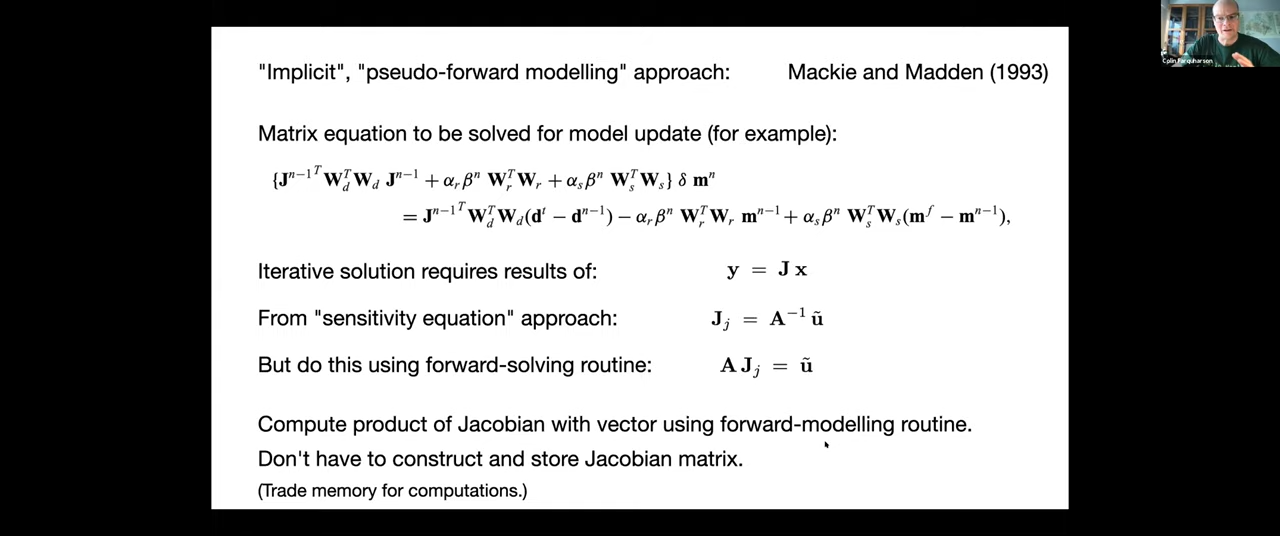 "Implicit", "pseudo-forward modelling" approach: Mackie and Madden (1993)
Matrix equation to be solved for model update (for example):
{J^{n−1 T} W_d^T W_d J^{n−1} + α_r β^n W_r^T W_r + α_s β^n W_s^T W_s} δ m^n
= J^{n−1 T} W_d^T W_d (d^t − d^{n−1}) − α_r β^n W_r^T W_r m^{n−1} + α_s β^n W_s^T W_s (m^f − m^{n−1}),
Iterative solution requires results of: y = J x
From "sensitivity equation" approach: J_j = A^{−1} ũ
But do this using forward-solving routine: A J_j = ũ
Compute product of Jacobian with vector using forward-modelling routine.
Don't have to construct and store Jacobian matrix.
(Trade memory for computations.)
Colin Farquharson